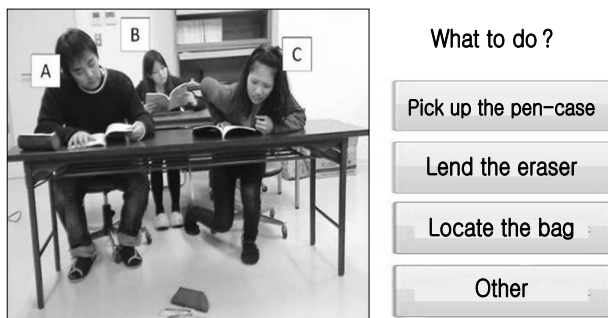 A
B
C
What to do ?
Pick up the pen-case
Lend the eraser
Locate the bag
Other